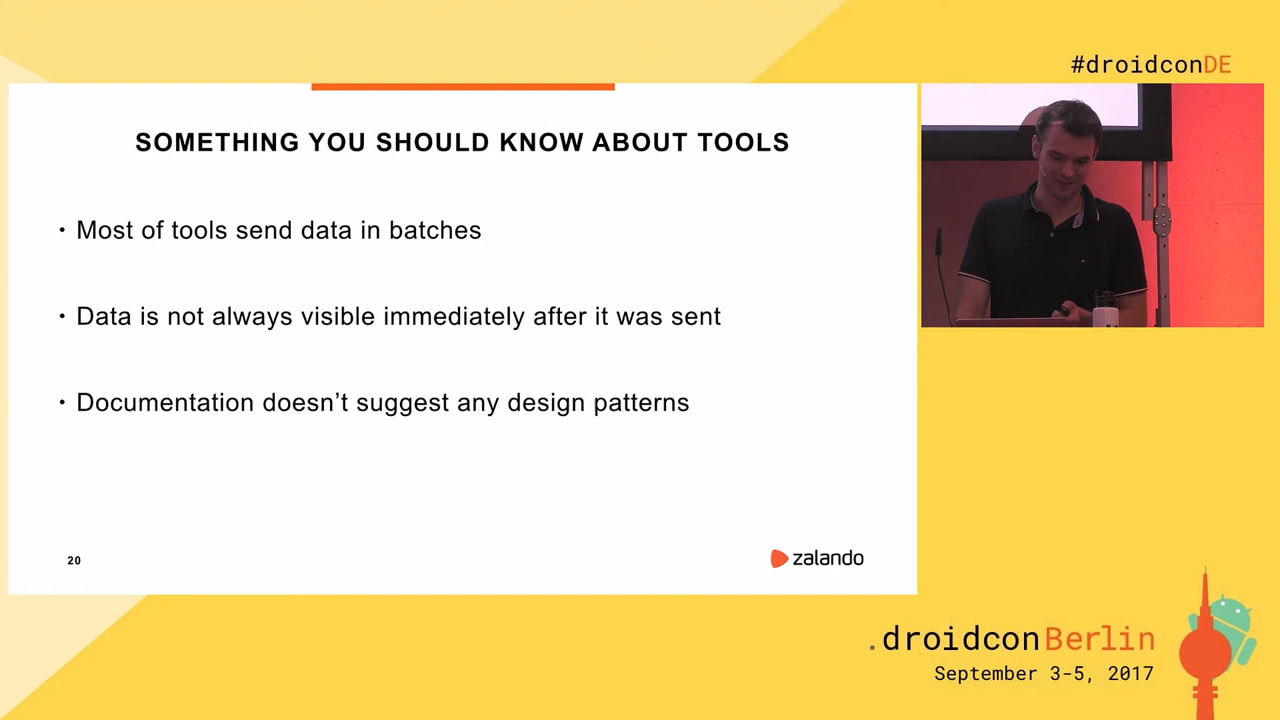 #droidconDE
SOMETHING YOU SHOULD KNOW ABOUT TOOLS
• Most of tools send data in batches
• Data is not always visible immediately after it was sent
• Documentation doesn’t suggest any design patterns
20
zalando
.droidconBerlin
September 3-5, 2017